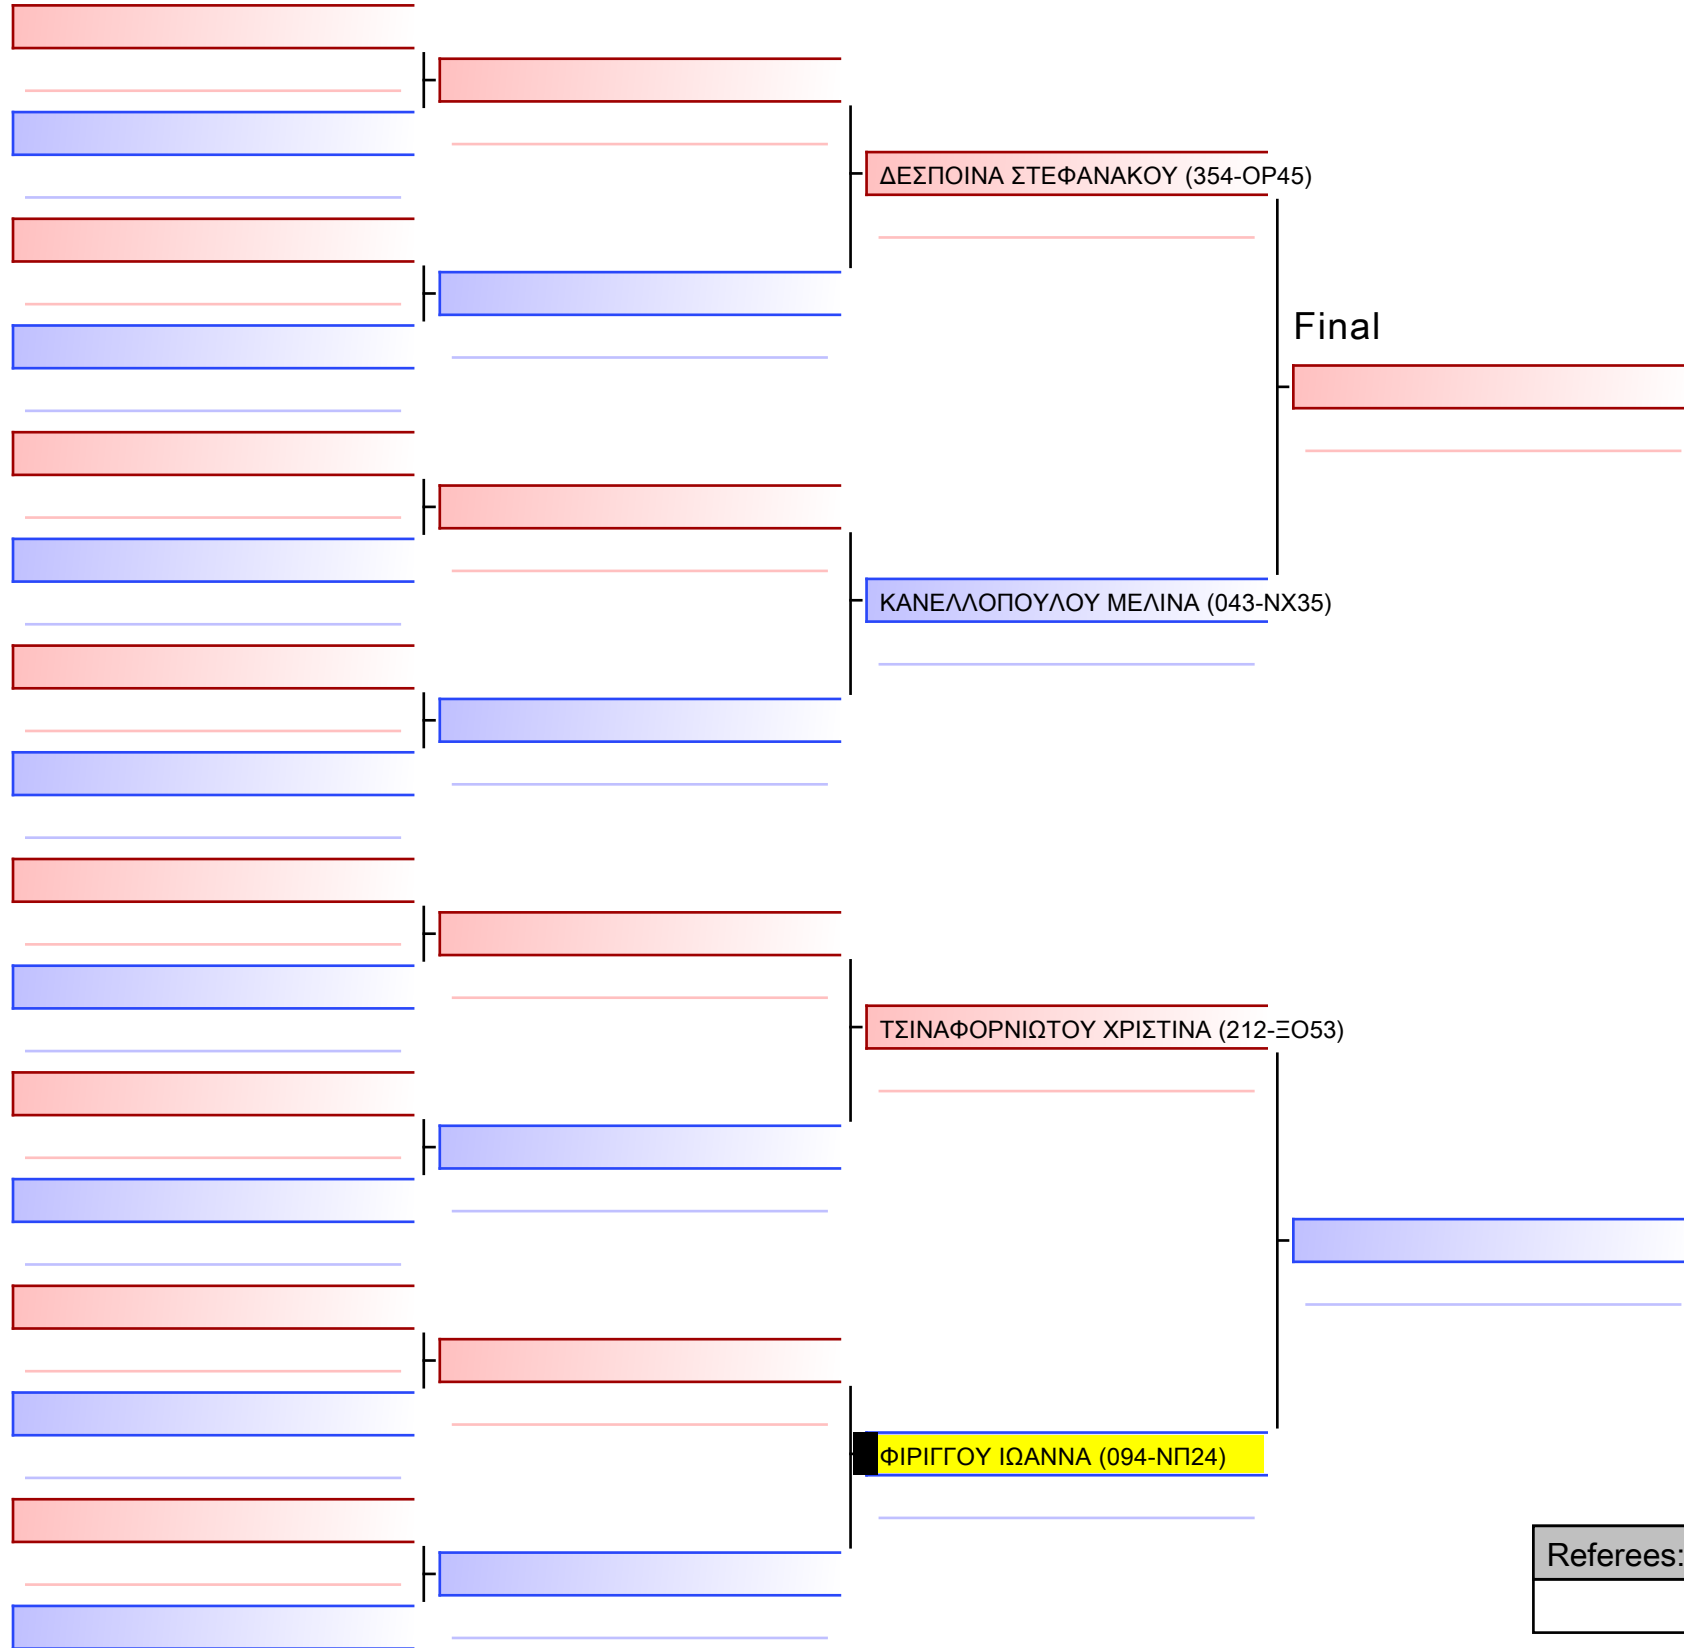 ΔΕΣΠΟΙΝΑ ΣΤΕΦΑΝΑΚΟΥ (354-ΟΡ45)
Final
ΚΑΝΕΛΛΟΠΟΥΛΟΥ ΜΕΛΙΝΑ (043-ΝΧ35)
ΤΣΙΝΑΦΟΡΝΙΩΤΟΥ ΧΡΙΣΤΙΝΑ (212-ΞΟ53)
ΦΙΡΙΓΓΟΥ ΙΩΑΝΝΑ (094-ΝΠ24)
Referees: